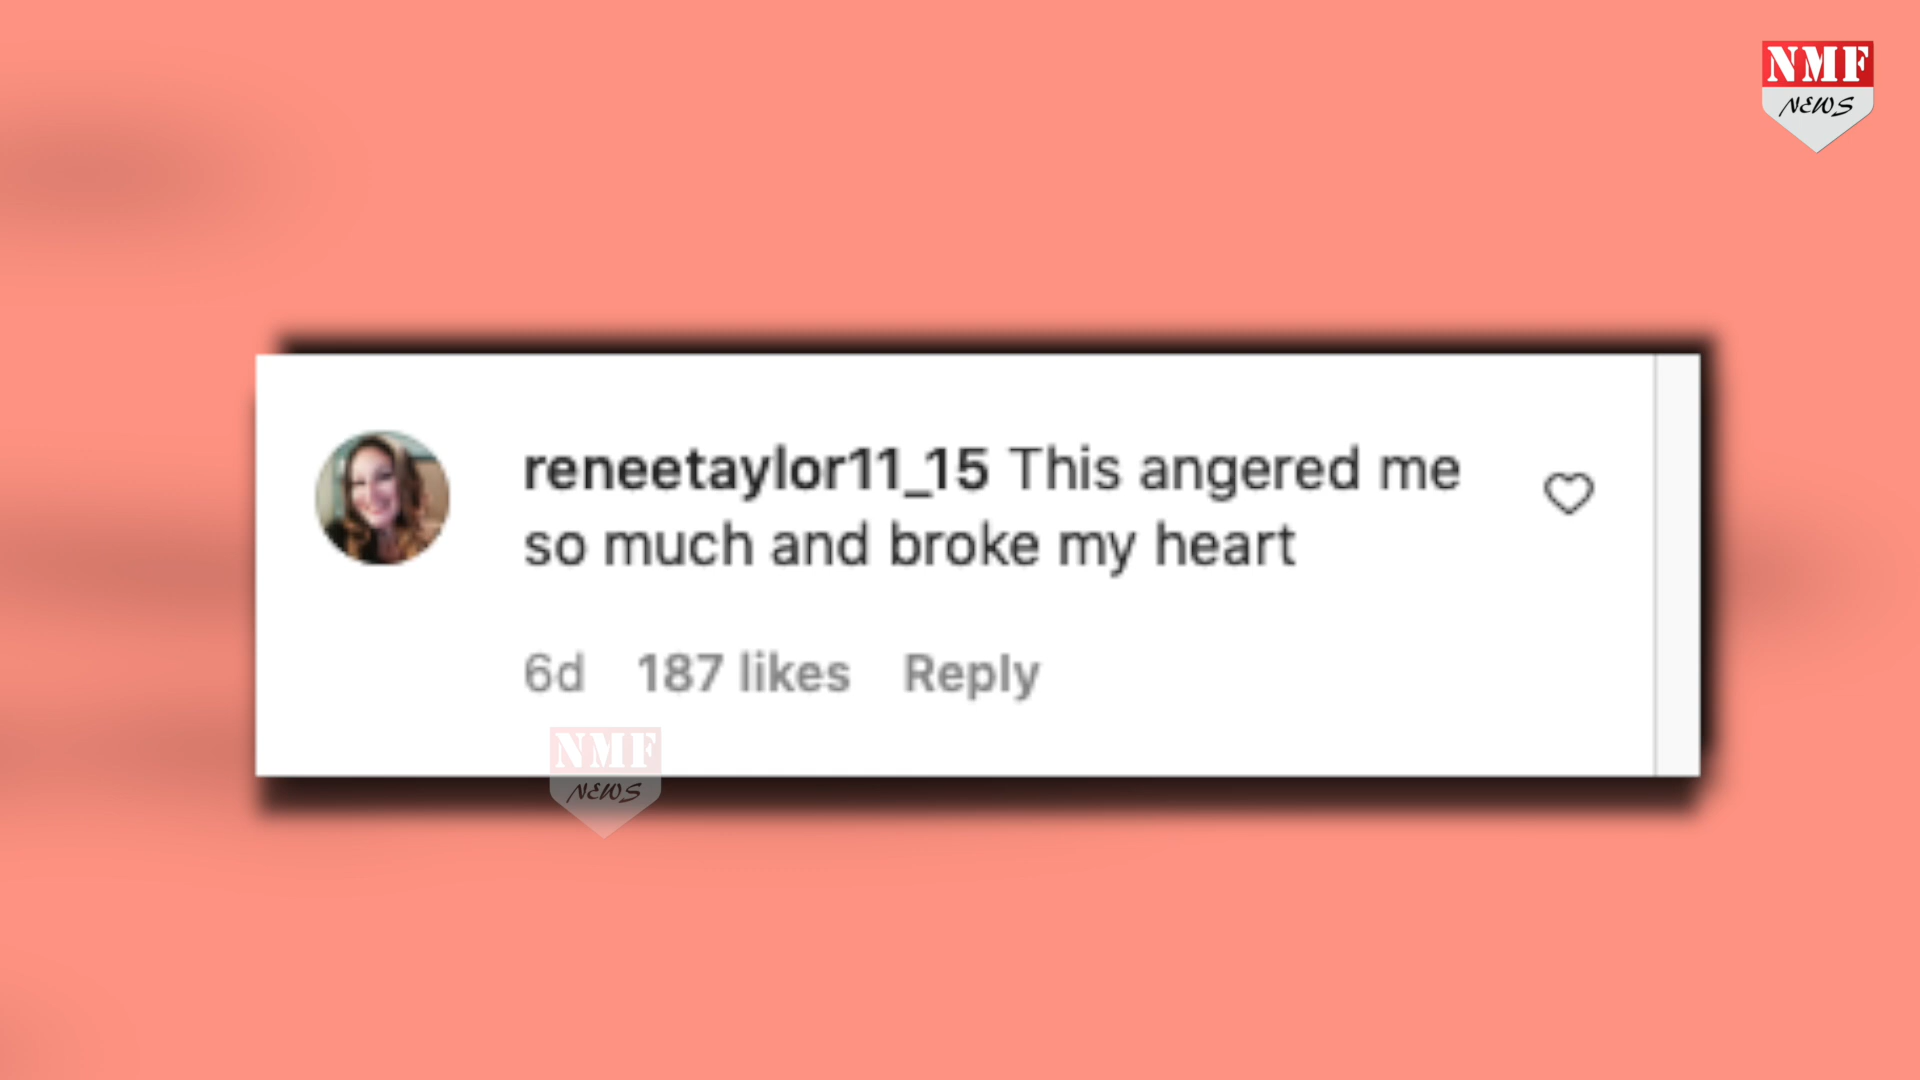 NMF
NEWS
reneetaylor11_15 This angered me
so much and broke my heart
6d 187 likes Reply
NMF
NEWS